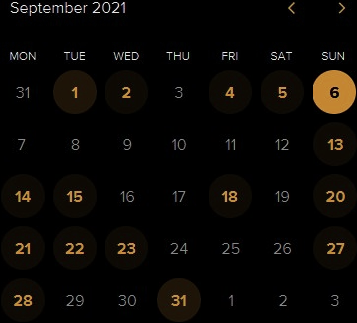 September 2021
MON TUE WED THU FRI SAT SUN
31 1 2 3 4 5 6
7 8 9 10 11 12 13
14 15 16 17 18 19 20
21 22 23 24 25 26 27
28 29 30 31 1 2 3